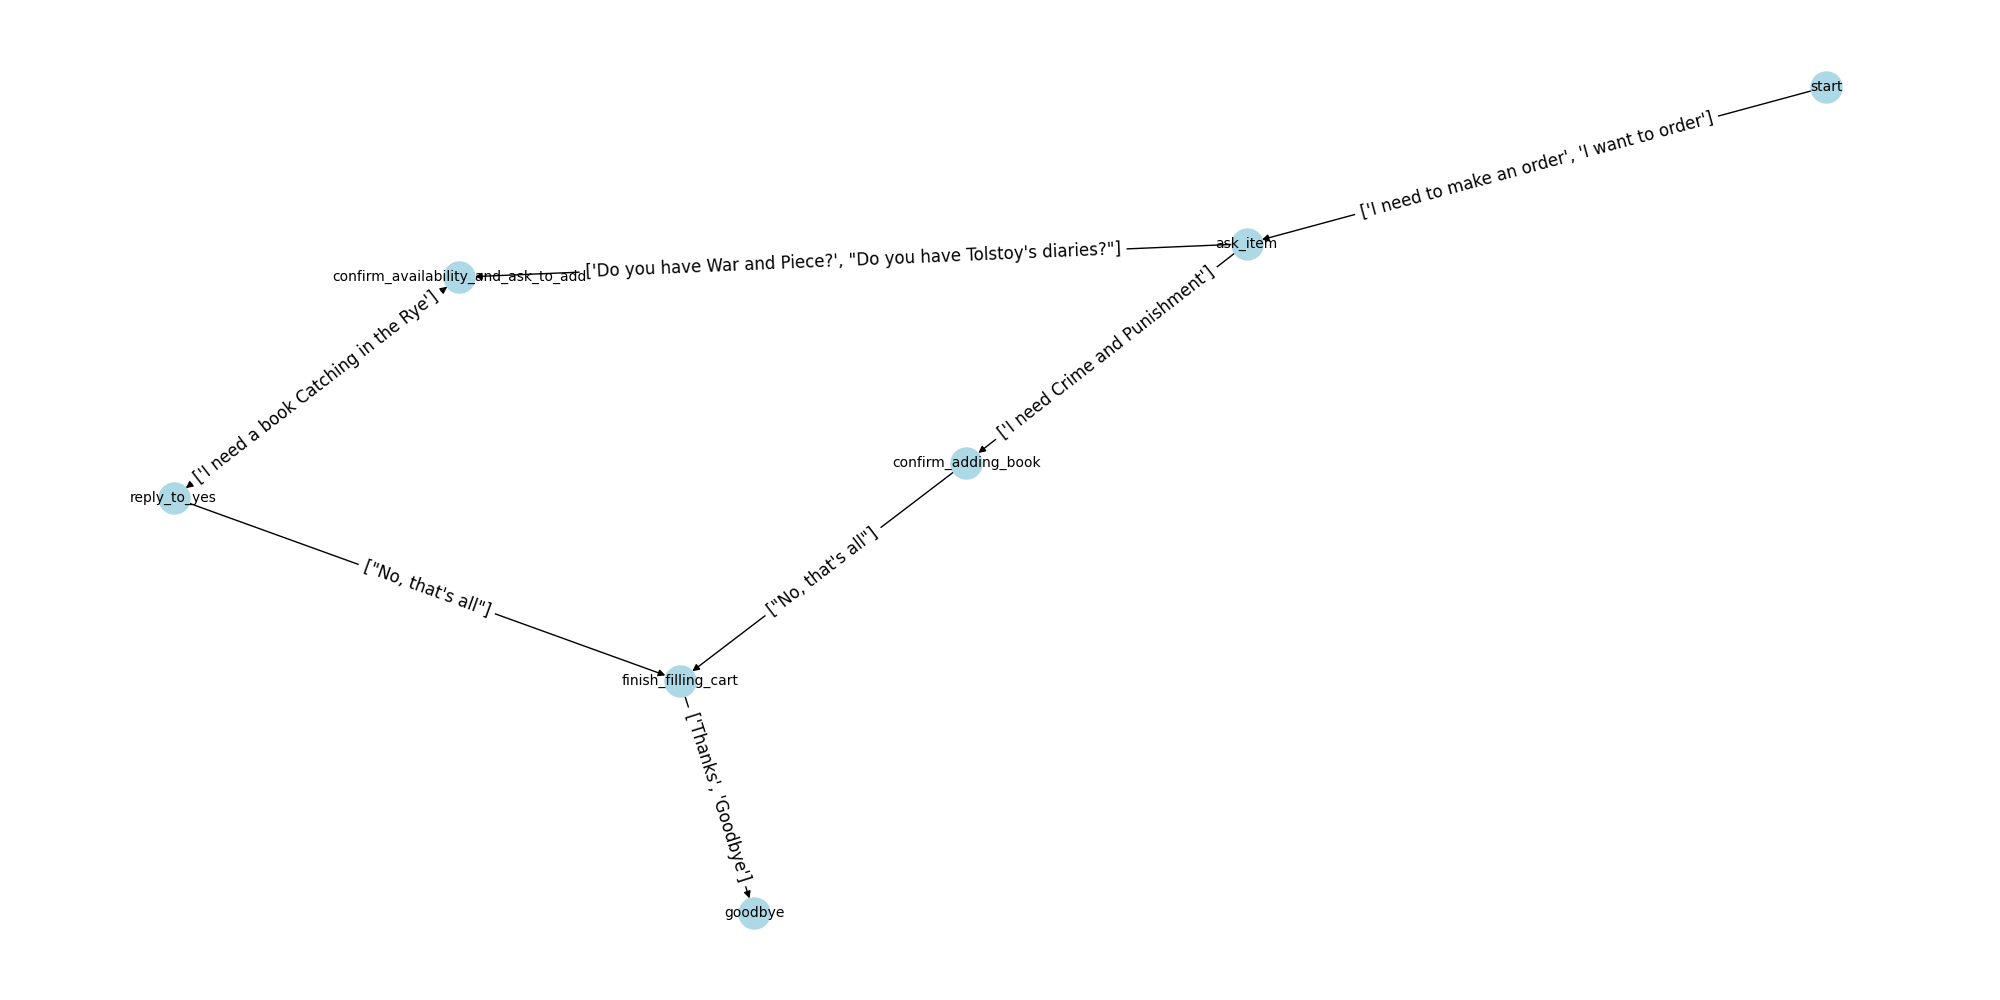 start
['I need to make an order', 'I want to order']
ask_item
['Do you have War and Piece?', "Do you have Tolstoy's diaries?"]
confirm_availability_and_ask_to_add
['I need Crime and Punishment']
['I need a book Catching in the Rye']
confirm_adding_book
reply_to_yes
["No, that's all"]
["No, that's all"]
finish_filling_cart
['Thanks', 'Goodbye']
goodbye